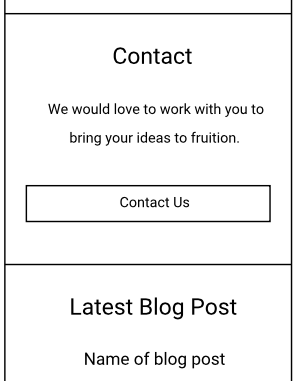 Contact
We would love to work with you to
bring your ideas to fruition.
Contact Us
Latest Blog Post
Name of blog post